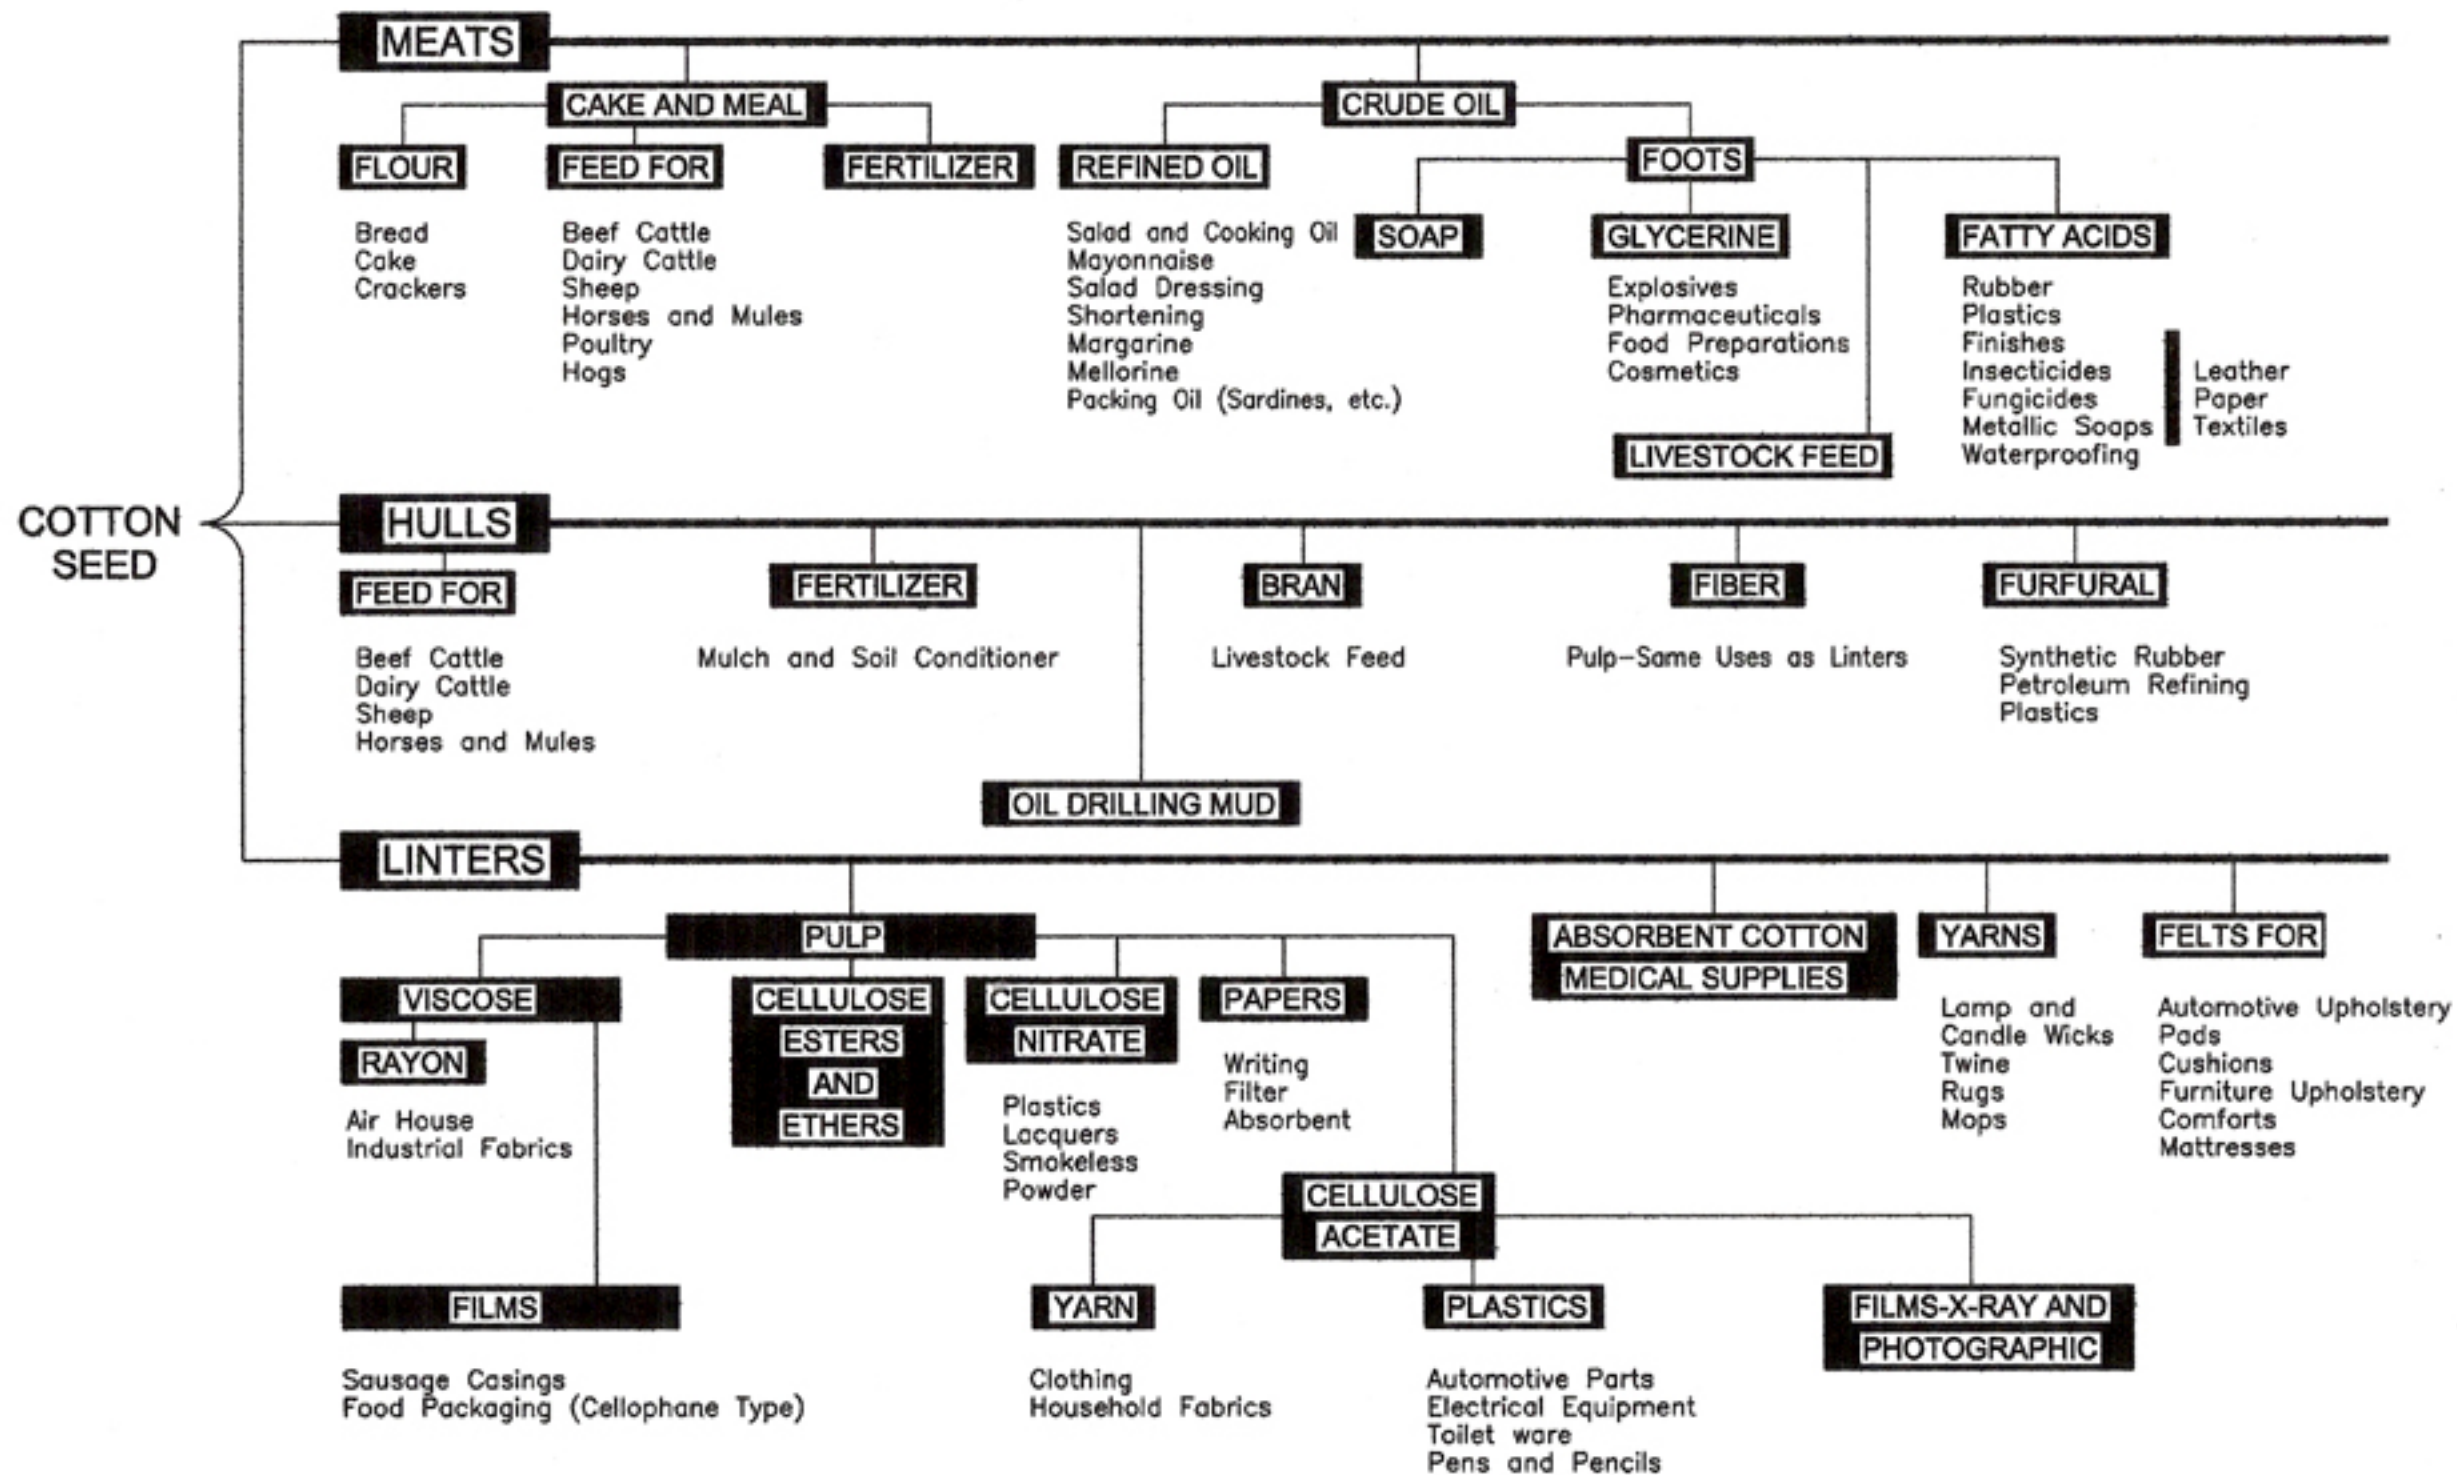 MEATS
CAKE AND MEAL
CRUDE OIL
FLOUR
FEED FOR
FERTILIZER
REFINED OIL
FOOTS
Bread
Cake
Crackers
Beef Cattle
Dairy Cattle
Sheep
Horses and Mules
Poultry
Hogs
Salad and Cooking Oil
Mayonnaise
Salad Dressing
Shortening
Margarine
Mellorine
Packing Oil (Sardines, etc.)
SOAP
GLYCERINE
Explosives
Pharmaceuticals
Food Preparations
Cosmetics
LIVESTOCK FEED
FATTY ACIDS
Rubber
Plastics
Finishes
Insecticides
Fungicides
Metallic Soaps
Waterproofing
Leather
Paper
Textiles
COTTON
SEED
HULLS
FEED FOR
Beef Cattle
Dairy Cattle
Sheep
Horses and Mules
FERTILIZER
Mulch and Soil Conditioner
OIL DRILLING MUD
BRAN
Livestock Feed
FIBER
Pulp-Same Uses as Linters
FURFURAL
Synthetic Rubber
Petroleum Refining
Plastics
LINTERS
PULP
VISCOSE
RAYON
Air House
Industrial Fabrics
FILMS
Sausage Casings
Food Packaging (Cellophane Type)
CELLULOSE
ESTERS
AND
ETHERS
CELLULOSE
NITRATE
Plastics
Lacquers
Smokeless
Powder
PAPERS
Writing
Filter
Absorbent
CELLULOSE
ACETATE
YARN
Clothing
Household Fabrics
PLASTICS
Automotive Parts
Electrical Equipment
Toilet ware
Pens and Pencils
FILMS-X-RAY AND
PHOTOGRAPHIC
ABSORBENT COTTON
MEDICAL SUPPLIES
YARNS
Lamp and
Candle Wicks
Twine
Rugs
Mops
FELTS FOR
Automotive Upholstery
Pads
Cushions
Furniture Upholstery
Comforts
Mattresses